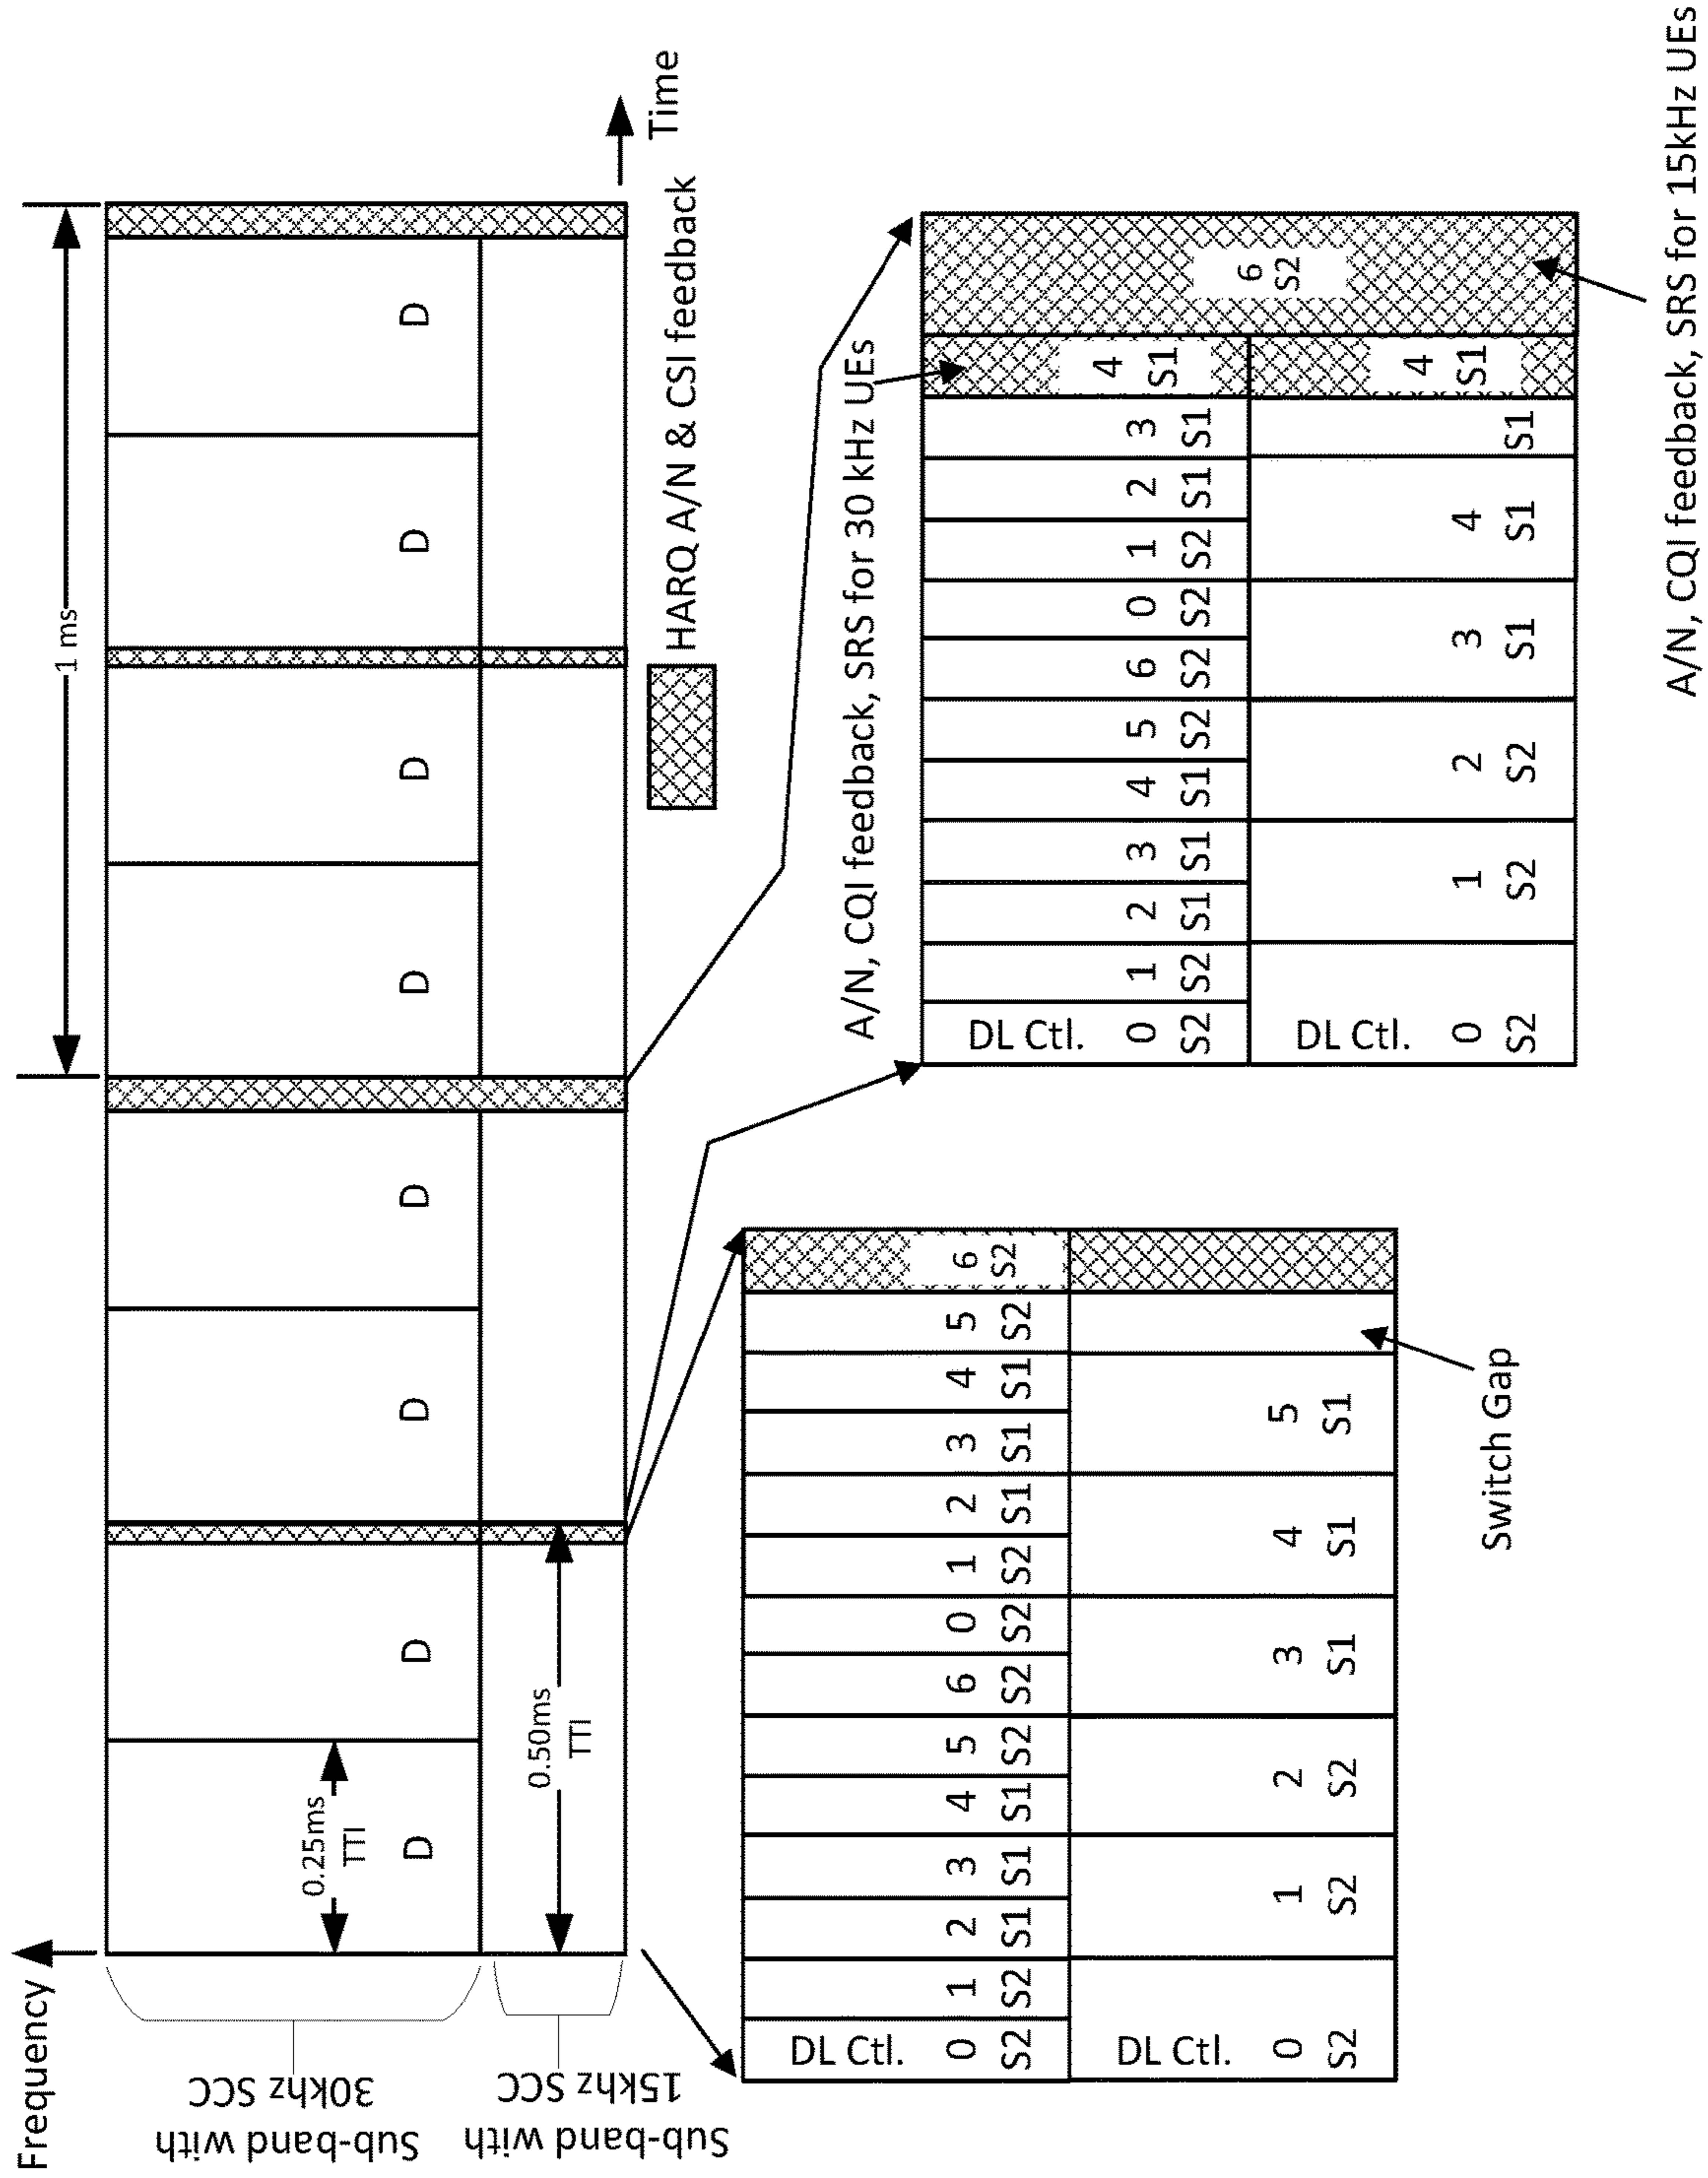 Frequency
Sub-band with
30khz SCC
Sub-band with
15khz SCC
1 ms
0.25ms
TTI
D
D
D
D
D
D
D
D
0.50ms
TTI
Time
HARQ A/N & CSI feedback
DL Ctl.
0 1 2 3 4 5 6 0 1 2 3 4 5 6
S2 S2 S1 S1 S1 S2 S2 S2 S2 S1 S1 S1 S2 S2
DL Ctl.
0 1 2 3 4 5
S2 S2 S2 S1 S1 S1
Switch Gap
A/N, CQI feedback, SRS for 30 kHz UEs
DL Ctl.
0 1 2 3 4 5 6 0 1 2 3 4
S2 S2 S1 S1 S1 S2 S2 S2 S2 S1 S1 S1
6
S2
DL Ctl.
0 1 2 3 4 4
S2 S2 S2 S1 S1 S1 S1
A/N, CQI feedback, SRS for 15kHz UEs